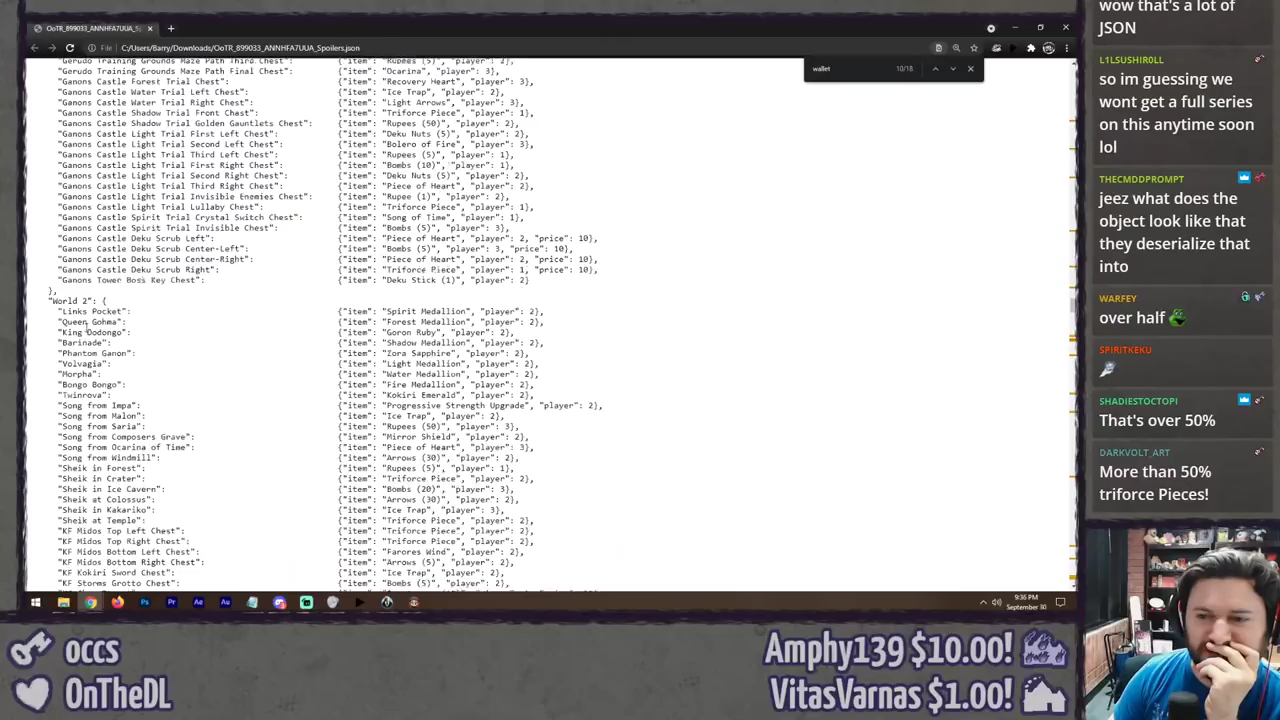 OoTR_899033_ANNHFA7UUA_Spoilers.json
File C:/Users/Barry/Downloads/OoTR_899033_ANNHFA7UUA_Spoilers.json
wallet 10/18
"Gerudo Training Grounds Maze Path Third Chest": {"item": "Rupees (5)", "player": 2},
"Gerudo Training Grounds Maze Path Final Chest": {"item": "Ocarina", "player": 3},
"Ganons Castle Forest Trial Chest": {"item": "Recovery Heart", "player": 3},
"Ganons Castle Water Trial Left Chest": {"item": "Ice Trap", "player": 2},
"Ganons Castle Water Trial Right Chest": {"item": "Light Arrows", "player": 3},
"Ganons Castle Shadow Trial Front Chest": {"item": "Triforce Piece", "player": 1},
"Ganons Castle Shadow Trial Golden Gauntlets Chest": {"item": "Rupees (50)", "player": 3},
"Ganons Castle Light Trial First Left Chest": {"item": "Deku Nuts (5)", "player": 2},
"Ganons Castle Light Trial Second Left Chest": {"item": "Bolero of Fire", "player": 3},
"Ganons Castle Light Trial Third Left Chest": {"item": "Rupees (5)", "player": 1},
"Ganons Castle Light Trial First Right Chest": {"item": "Bombs (10)", "player": 1},
"Ganons Castle Light Trial Second Right Chest": {"item": "Deku Nuts (5)", "player": 2},
"Ganons Castle Light Trial Third Right Chest": {"item": "Piece of Heart", "player": 2},
"Ganons Castle Light Trial Invisible Enemies Chest": {"item": "Rupee (1)", "player": 2},
"Ganons Castle Light Trial Lullaby Chest": {"item": "Triforce Piece", "player": 1},
"Ganons Castle Spirit Trial Crystal Switch Chest": {"item": "Song of Time", "player": 1},
"Ganons Castle Spirit Trial Invisible Chest": {"item": "Bombs (5)", "player": 3},
"Ganons Castle Deku Scrub Left": {"item": "Piece of Heart", "player": 2, "price": 10},
"Ganons Castle Deku Scrub Center-Left": {"item": "Bombs (5)", "player": 3, "price": 10},
"Ganons Castle Deku Scrub Center-Right": {"item": "Piece of Heart", "player": 2, "price": 10},
"Ganons Castle Deku Scrub Right": {"item": "Triforce Piece", "player": 1, "price": 10},
"Ganons Tower Boss Key Chest": {"item": "Deku Stick (1)", "player": 2}
},
"World 2": {
"Links Pocket": {"item": "Spirit Medallion", "player": 2},
"Queen Gohma": {"item": "Forest Medallion", "player": 2},
"King Dodongo": {"item": "Goron Ruby", "player": 2},
"Barinade": {"item": "Shadow Medallion", "player": 2},
"Phantom Ganon": {"item": "Zora Sapphire", "player": 2},
"Volvagia": {"item": "Light Medallion", "player": 2},
"Morpha": {"item": "Water Medallion", "player": 2},
"Bongo Bongo": {"item": "Fire Medallion", "player": 2},
"Twinrova": {"item": "Kokiri Emerald", "player": 2},
"Song from Impa": {"item": "Progressive Strength Upgrade", "player": 2},
"Song from Malon": {"item": "Ice Trap", "player": 2},
"Song from Saria": {"item": "Rupees (50)", "player": 3},
"Song from Composers Grave": {"item": "Mirror Shield", "player": 2},
"Song from Ocarina of Time": {"item": "Piece of Heart", "player": 3},
"Song from Windmill": {"item": "Arrows (30)", "player": 2},
"Sheik in Forest": {"item": "Rupees (5)", "player": 1},
"Sheik in Crater": {"item": "Triforce Piece", "player": 2},
"Sheik in Ice Cavern": {"item": "Bombs (20)", "player": 3},
"Sheik at Colossus": {"item": "Arrows (30)", "player": 2},
"Sheik in Kakariko": {"item": "Ice Trap", "player": 3},
"Sheik at Temple": {"item": "Triforce Piece", "player": 2},
"KF Midos Top Left Chest": {"item": "Triforce Piece", "player": 2},
"KF Midos Top Right Chest": {"item": "Triforce Piece", "player": 2},
"KF Midos Bottom Left Chest": {"item": "Farores Wind", "player": 2},
"KF Midos Bottom Right Chest": {"item": "Arrows (5)", "player": 2},
"KF Kokiri Sword Chest": {"item": "Ice Trap", "player": 2},
"KF Storms Grotto Chest": {"item": "Bombs (5)", "player": 2},
9:36 PM
September 30
wow that's a lot of
JSON
L1LSUSHIR0LL
so im guessing we
wont get a full series
on this anytime soon
lol
THECMDDPROMPT
jeez what does the
object look like that
they deserialize that
into
WARFEY
over half
SPIRITKEKU
SHADIESTOCTOPI
That's over 50%
DARKVOLT_ART
More than 50%
triforce Pieces!
occs
OnTheDL
Amphy139 $10.00!
VitasVarnas $1.00!